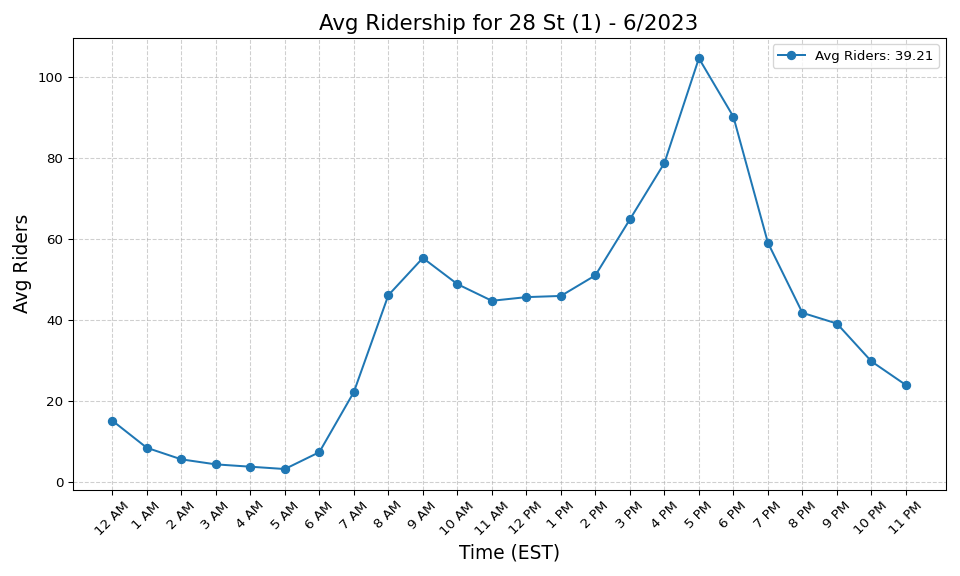 Avg Ridership for 28 St (1) - 6/2023
Avg Riders: 39.21
Avg Riders
100
80
60
40
20
0
12 AM
1 AM
2 AM
3 AM
4 AM
5 AM
6 AM
7 AM
8 AM
9 AM
10 AM
11 AM
12 PM
1 PM
2 PM
3 PM
4 PM
5 PM
6 PM
7 PM
8 PM
9 PM
10 PM
11 PM
Time (EST)